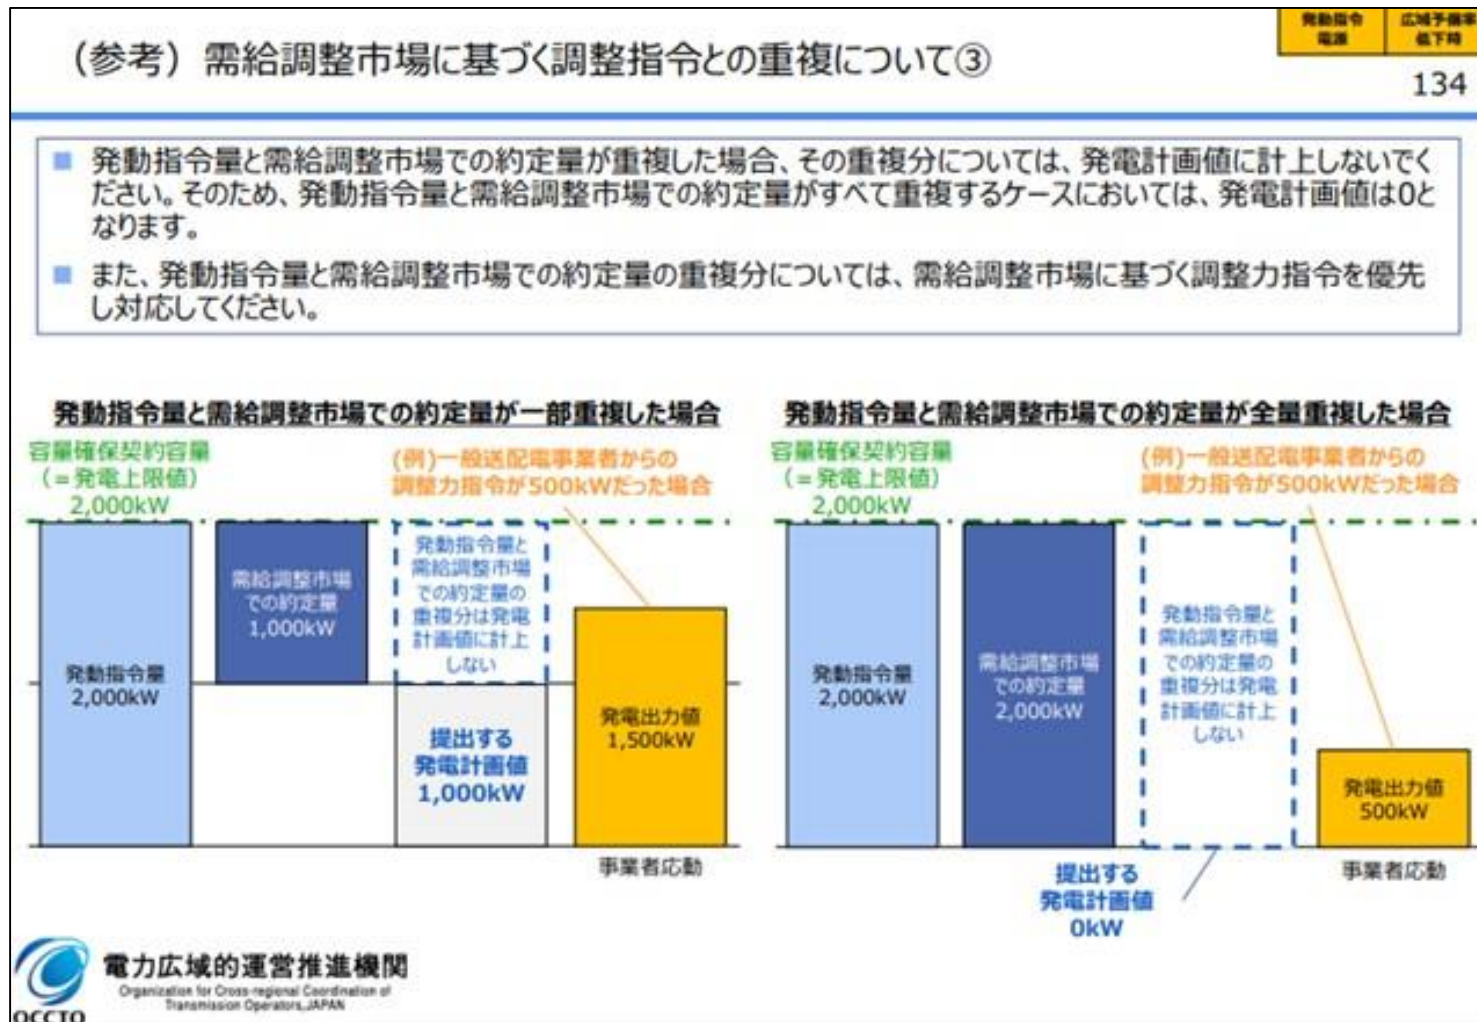 （参考）需給調整市場に基づく調整指令との重複について③
発動指令
電源
広域予備率
低下時
134
■ 発動指令量と需給調整市場での約定量が重複した場合、その重複分については、発電計画値に計上しないでく
ださい。そのため、発動指令量と需給調整市場での約定量がすべて重複するケースにおいては、発電計画値は0と
なります。
■ また、発動指令量と需給調整市場での約定量の重複分については、需給調整市場に基づく調整力指令を優先
し対応してください。
発動指令量と需給調整市場での約定量が一部重複した場合
容量確保契約容量
（＝発電上限値）
2,000kW
(例)一般送配電事業者からの
調整力指令が500kWだった場合
発動指令量
2,000kW
需給調整市場
での約定量
1,000kW
発動指令量と
需給調整市場
での約定量の
重複分は発電
計画値に計上
しない
提出する
発電計画値
1,000kW
発電出力値
1,500kW
事業者応動
発動指令量と需給調整市場での約定量が全量重複した場合
容量確保契約容量
（＝発電上限値）
2,000kW
(例)一般送配電事業者からの
調整力指令が500kWだった場合
発動指令量
2,000kW
需給調整市場
での約定量
2,000kW
発動指令量と
需給調整市場
での約定量の
重複分は発電
計画値に計上
しない
提出する
発電計画値
0kW
発電出力値
500kW
事業者応動
電力広域的運営推進機関
Organization for Cross-regional Coordination of
Transmission Operators,JAPAN
OCCTO